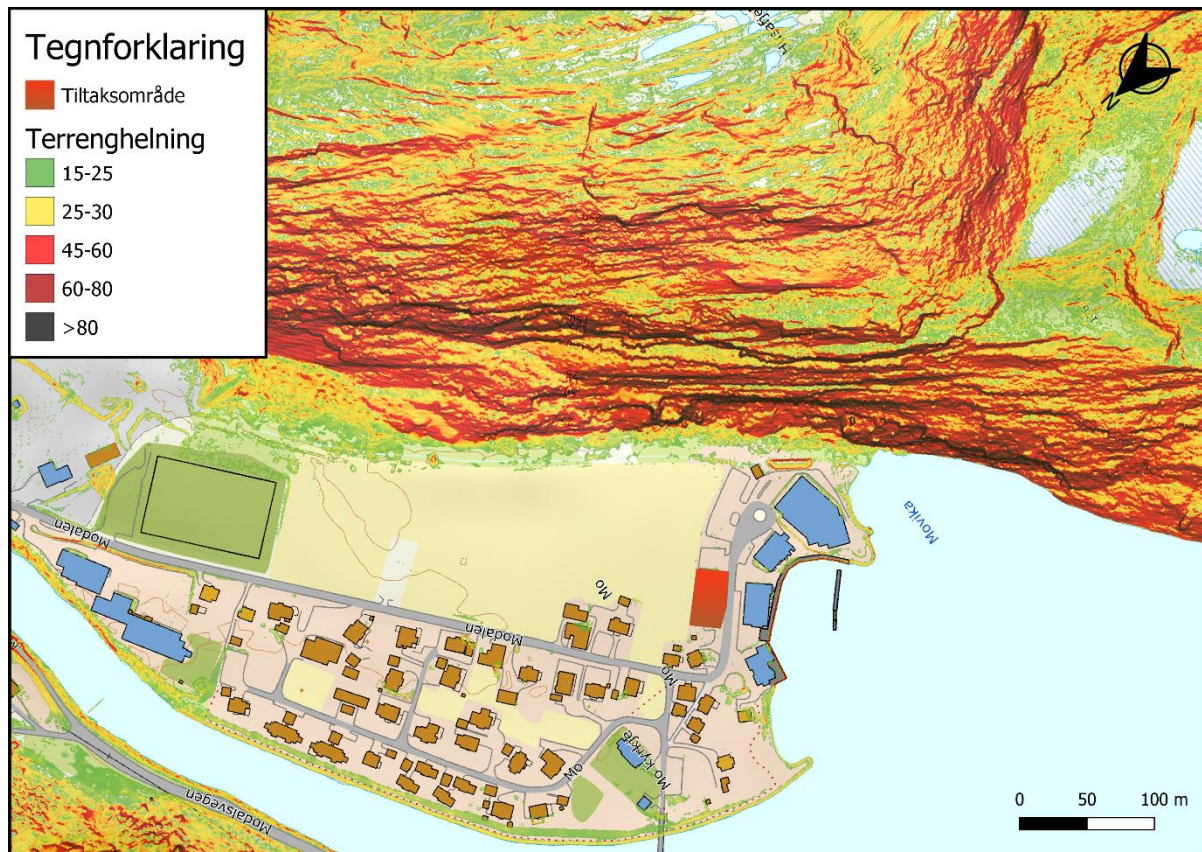 Tegnforklaring
Tiltaksområde
Terrenghelning
15-25
25-30
45-60
60-80
>80
N
Movika
Modalen
Mo
Modalen
Mo
Mo kyrkje
Mo
Modalsvegen
0 50 100 m